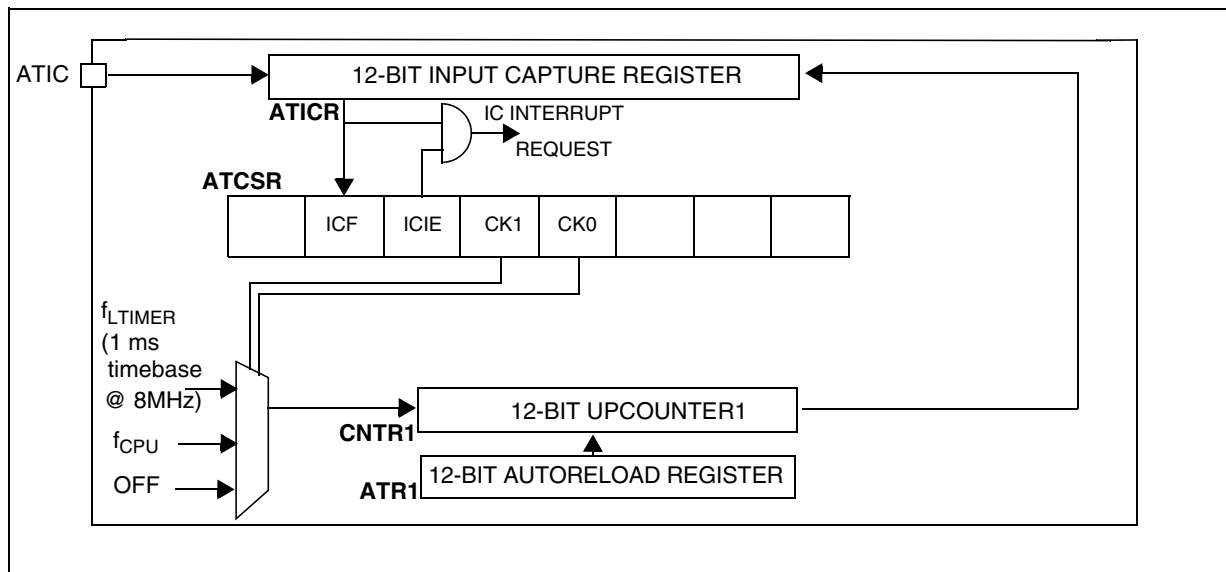 ATIC
12-BIT INPUT CAPTURE REGISTER
ATICR
IC INTERRUPT
REQUEST
ATCSR
ICF
ICIE
CK1
CK0
fLTIMER
(1 ms
timebase
@ 8MHz)
fCPU
OFF
12-BIT UPCOUNTER1
CNTR1
12-BIT AUTORELOAD REGISTER
ATR1